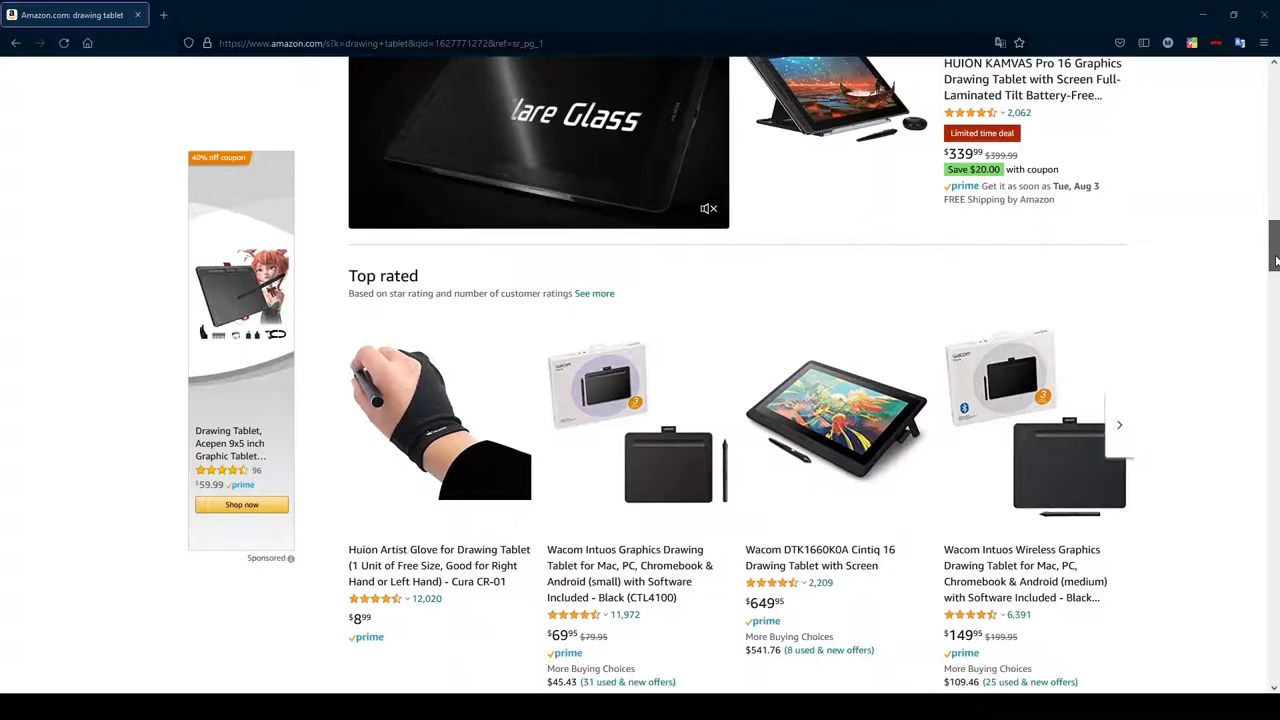 Amazon.com: drawing tablet
https://www.amazon.com/s?k=drawing+tablet&qid=1627771272&ref=sr_pg_1
lare Glass
HUION KAMVAS Pro 16 Graphics
Drawing Tablet with Screen Full-
Laminated Tilt Battery-Free...
2,062
Limited time deal
$339.99 $399.99
Save $20.00 with coupon
prime Get it as soon as Tue, Aug 3
FREE Shipping by Amazon
40% off coupon
Drawing Tablet,
Acepen 9x5 inch
Graphic Tablet...
96
$59.99 prime
Shop now
Sponsored
Top rated
Based on star rating and number of customer ratings See more
Huion Artist Glove for Drawing Tablet
(1 Unit of Free Size, Good for Right
Hand or Left Hand) - Cura CR-01
12,020
$8.99
prime
wacom
3
Wacom Intuos Graphics Drawing
Tablet for Mac, PC, Chromebook &
Android (small) with Software
Included - Black (CTL4100)
11,972
$69.95 $79.95
prime
More Buying Choices
$45.43 (31 used & new offers)
Wacom DTK1660K0A Cintiq 16
Drawing Tablet with Screen
2,209
$649.95
prime
More Buying Choices
$541.76 (8 used & new offers)
wacom
3
Wacom Intuos Wireless Graphics
Drawing Tablet for Mac, PC,
Chromebook & Android (medium)
with Software Included - Black...
6,391
$149.95 $199.95
prime
More Buying Choices
$109.46 (25 used & new offers)